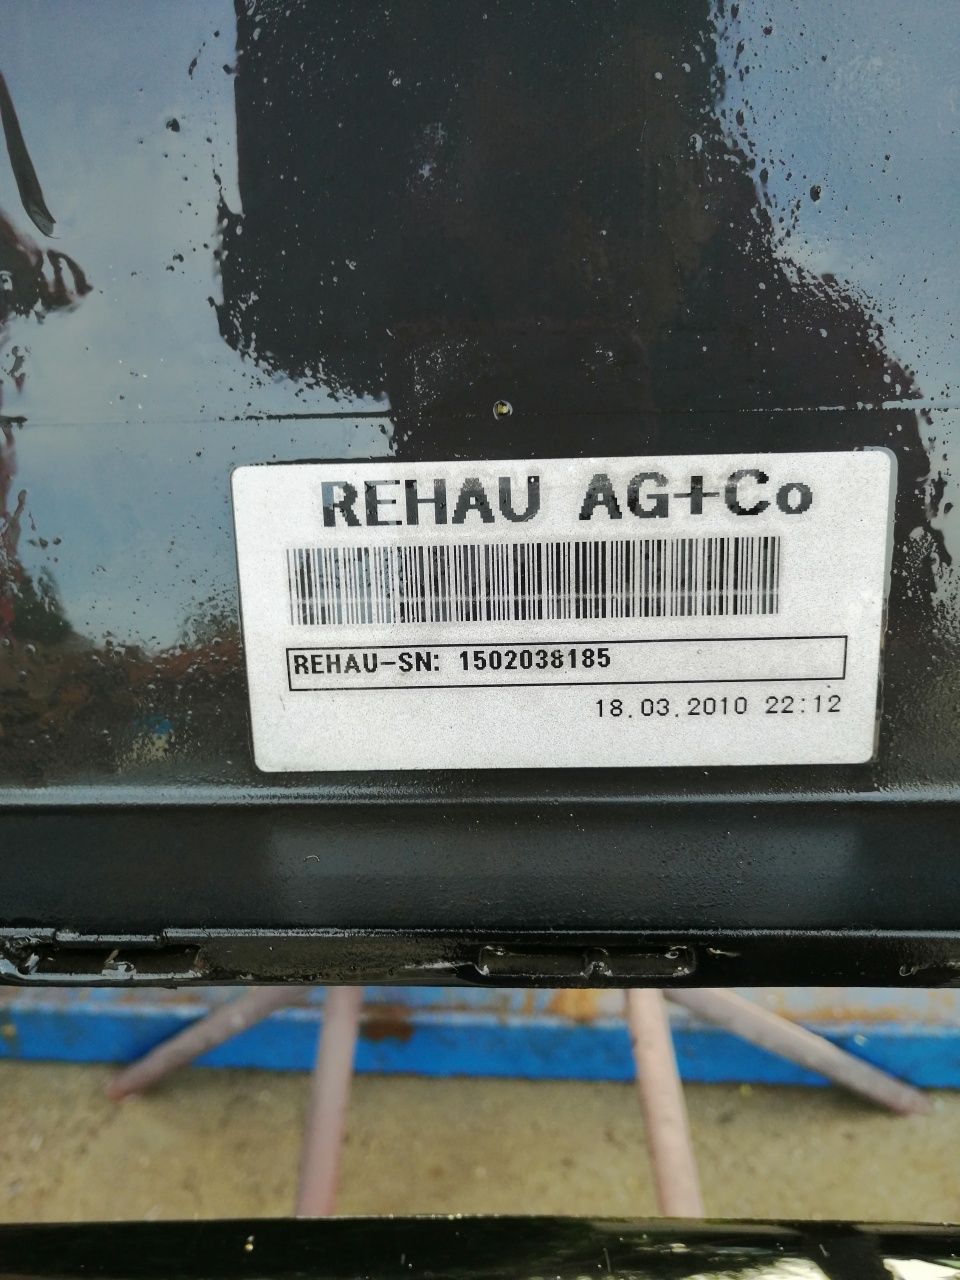 REHAU AG+Co
REHAU-SN: 1502038185
18.03.2010 22:12